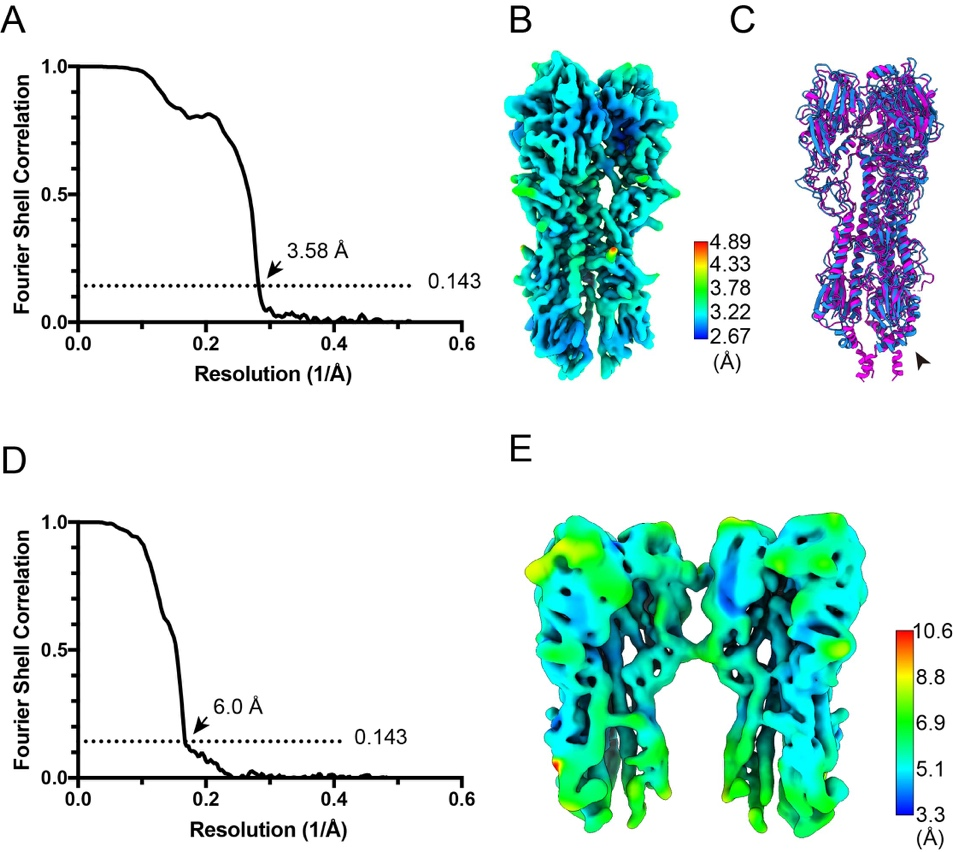 A
B
C
1.0
0.5
0.0
Fourier Shell Correlation
3.58 Å
0.143
0.0
0.2
0.4
0.6
Resolution (1/Å)
4.89
4.33
3.78
3.22
2.67
(Å)
D
E
1.0
0.5
0.0
Fourier Shell Correlation
6.0 Å
0.143
0.0
0.2
0.4
0.6
Resolution (1/Å)
10.6
8.8
6.9
5.1
3.3
(Å)